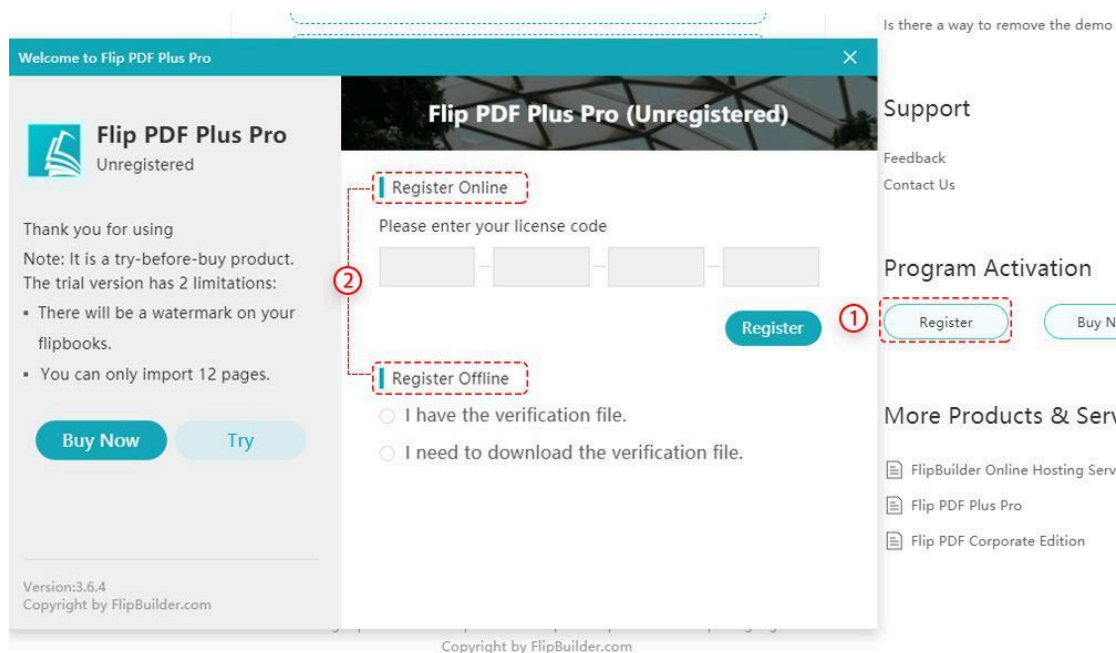 Is there a way to remove the demo
Welcome to Flip PDF Plus Pro
Flip PDF Plus Pro
Unregistered
Thank you for using
Note: It is a try-before-buy product.
The trial version has 2 limitations:
▪ There will be a watermark on your
flipbooks.
▪ You can only import 12 pages.
Buy Now
Try
Version:3.6.4
Copyright by FlipBuilder.com
Flip PDF Plus Pro (Unregistered)
Register Online
Please enter your license code
Register
②
Register Offline
I have the verification file.
I need to download the verification file.
Support
Feedback
Contact Us
Program Activation
①
Register
Buy N
More Products & Serv
FlipBuilder Online Hosting Serv
Flip PDF Plus Pro
Flip PDF Corporate Edition
Copyright by FlipBuilder.com